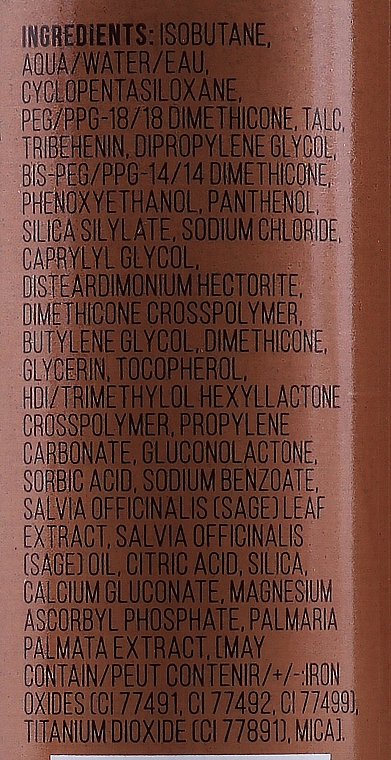 INGREDIENTS: ISOBUTANE,
AQUA/WATER/EAU,
CYCLOPENTASILOXANE,
PEG/PPG-18/18 DIMETHICONE, TALC,
TRIBEHENIN, DIPROPYLENE GLYCOL,
BIS-PEG/PPG-14/14 DIMETHICONE,
PHENOXYETHANOL, PANTHENOL,
SILICA SILYLATE, SODIUM CHLORIDE,
CAPRYLYL GLYCOL,
DISTEARDIMONIUM HECTORITE,
DIMETHICONE CROSSPOLYMER,
BUTYLENE GLYCOL, DIMETHICONE,
GLYCERIN, TOCOPHEROL,
HDI/TRIMETHYLOL HEXYLLACTONE
CROSSPOLYMER, PROPYLENE
CARBONATE, GLUCONOLACTONE,
SORBIC ACID, SODIUM BENZOATE,
SALVIA OFFICINALIS (SAGE) LEAF
EXTRACT, SALVIA OFFICINALIS
(SAGE) OIL, CITRIC ACID, SILICA,
CALCIUM GLUCONATE, MAGNESIUM
ASCORBYL PHOSPHATE, PALMARIA
PALMATA EXTRACT, [MAY
CONTAIN/PEUT CONTENIR/+/-:IRON
OXIDES (CI 77491, CI 77492, CI 77499),
TITANIUM DIOXIDE (CI 77891), MICA].